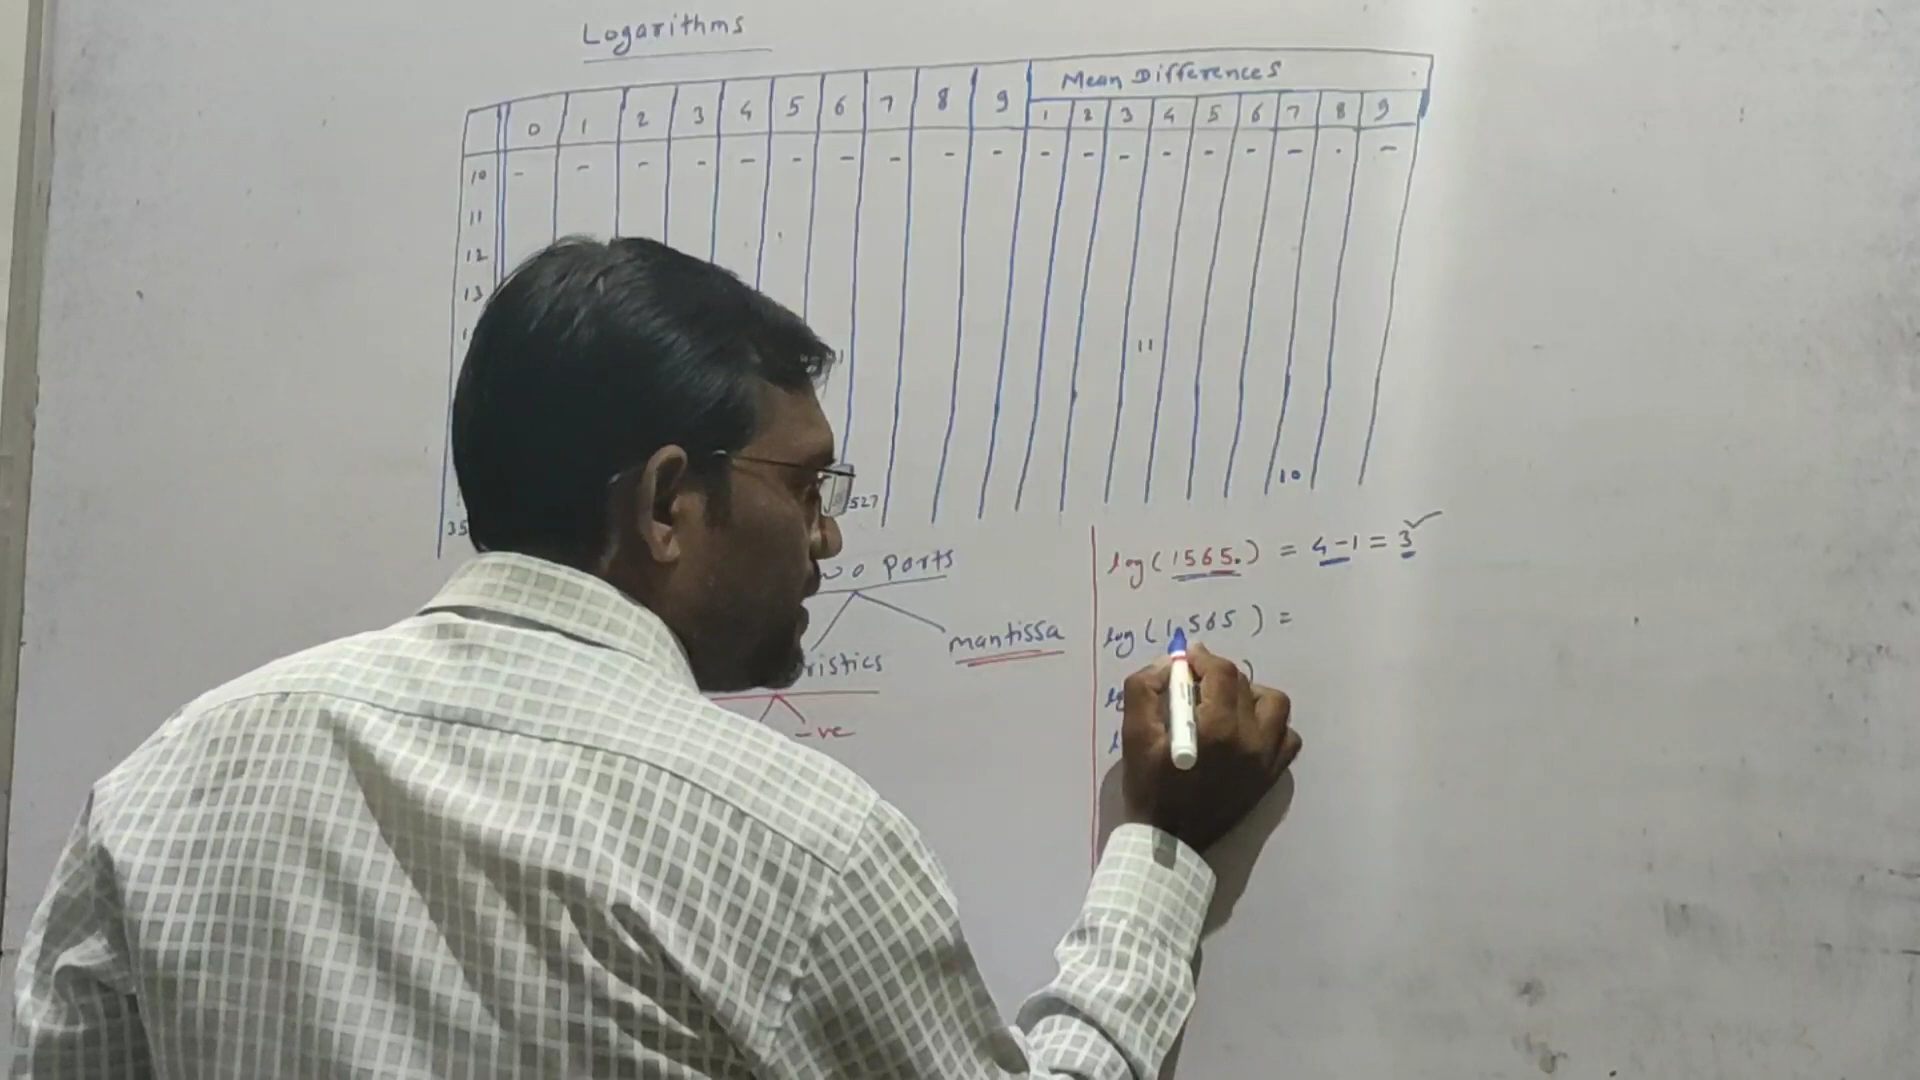 Logarithms
Mean Differences
0 1 2 3 4 5 6 7 8 9 1 2 3 4 5 6 7 8 9
10 - - - - - - - - - - - - - - - - - . -
11
12
13
11
10
35 527
log (1565.) = 4-1 = 3 ✓
wo parts
log (1.565) =
mantissa
ristics
-ve